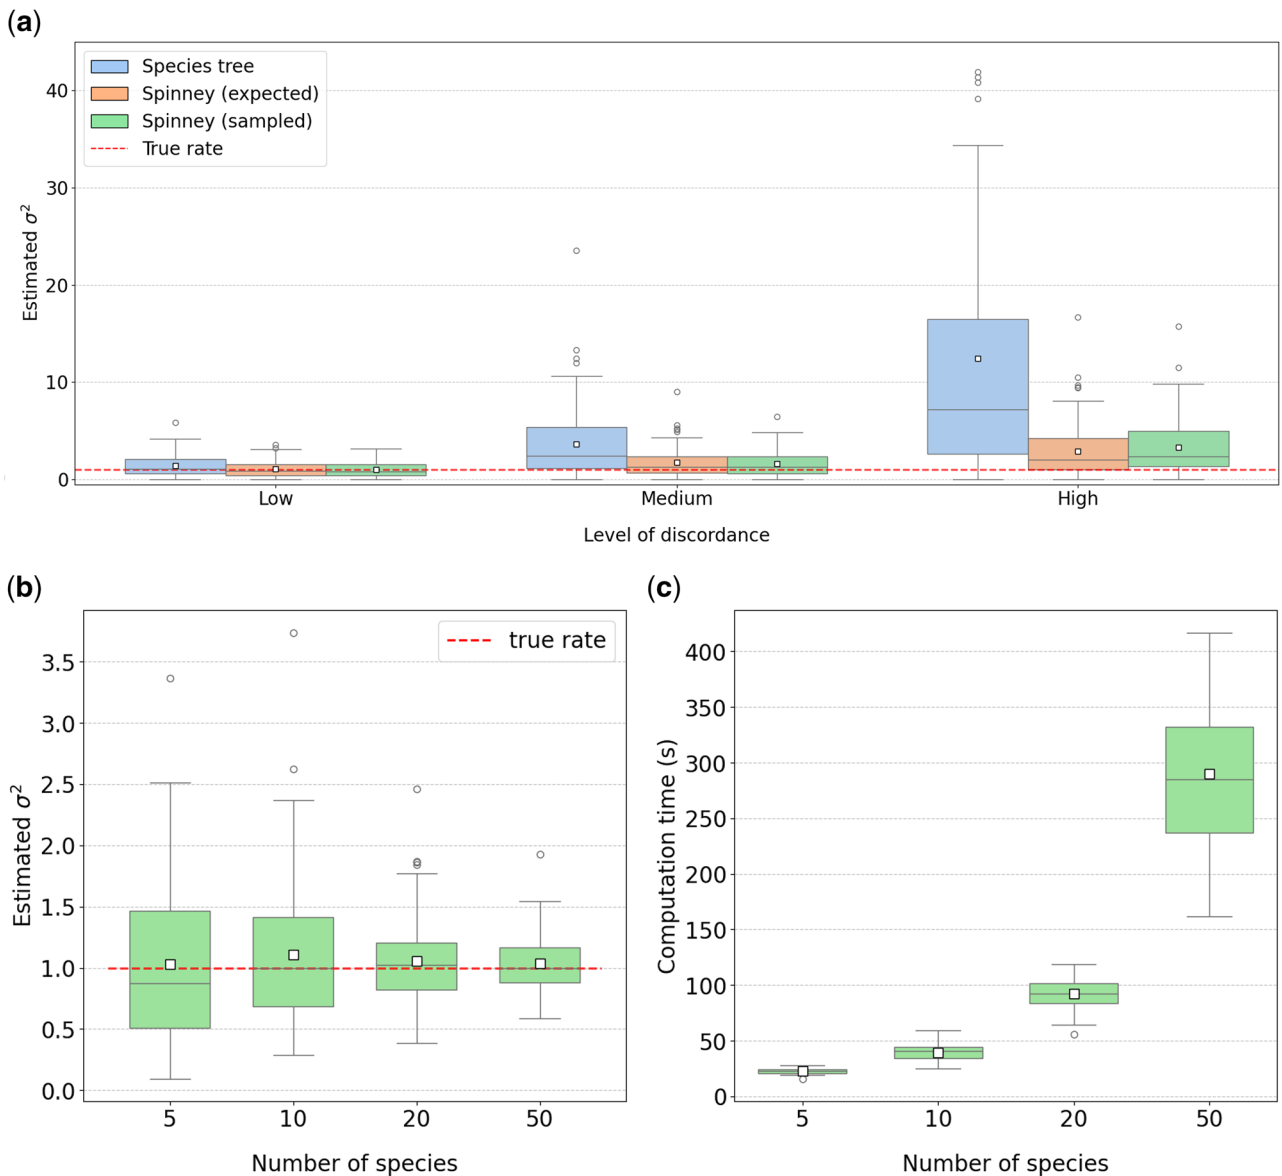 (a)
Species tree
Spinney (expected)
Spinney (sampled)
True rate
40
30
20
10
0
Estimated σ²
Low Medium High
Level of discordance
(b)
true rate
3.5
3.0
2.5
2.0
1.5
1.0
0.5
0.0
Estimated σ²
5 10 20 50
Number of species
(c)
400
350
300
250
200
150
100
50
0
Computation time (s)
5 10 20 50
Number of species